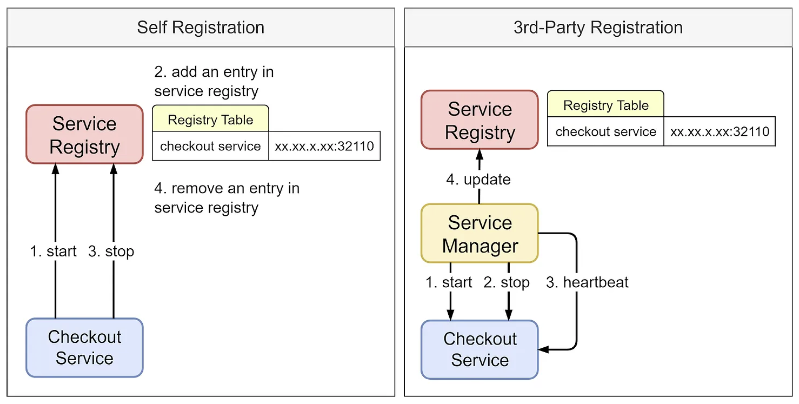 Self Registration
2. add an entry in
service registry
Service
Registry
Registry Table
checkout service xx.xx.x.xx:32110
4. remove an entry in
service registry
1. start 3. stop
Checkout
Service
3rd-Party Registration
Service
Registry
Registry Table
checkout service xx.xx.x.xx:32110
4. update
Service
Manager
1. start 2. stop 3. heartbeat
Checkout
Service